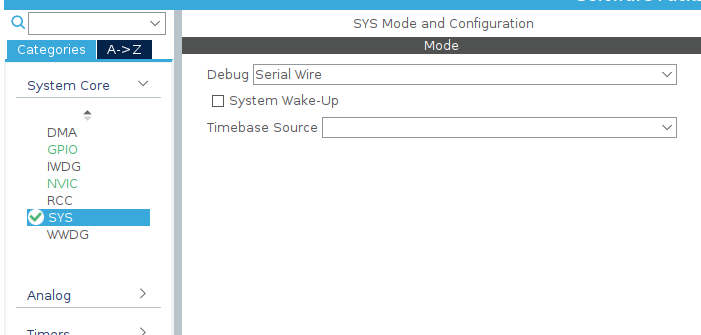 SYS Mode and Configuration
Categories A->Z
Mode
System Core
Debug Serial Wire
System Wake-Up
Timebase Source
DMA
GPIO
IWDG
NVIC
RCC
SYS
WWDG
Analog